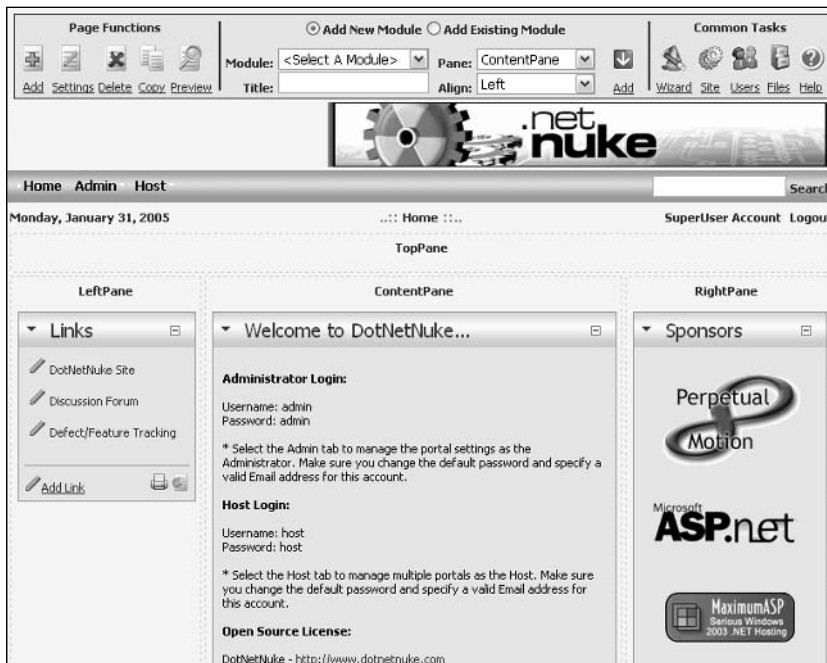 Page Functions
Add New Module Add Existing Module
Common Tasks
Module: <Select A Module> Pane: ContentPane
Title: Align: Left
Add Settings Delete Copy Preview
Add
Wizard Site Users Files Help
.net
nuke
Home Admin Host
Search
Monday, January 31, 2005
..:: Home ::..
SuperUser Account Logou
TopPane
LeftPane
ContentPane
RightPane
Links
DotNetNuke Site
Discussion Forum
Defect/Feature Tracking
Add Link
Welcome to DotNetNuke...
Administrator Login:
Username: admin
Password: admin
* Select the Admin tab to manage the portal settings as the
Administrator. Make sure you change the default password and specify a
valid Email address for this account.
Host Login:
Username: host
Password: host
* Select the Host tab to manage multiple portals as the Host. Make sure
you change the default password and specify a valid Email address for
this account.
Open Source License:
DotNetNuke - http://www.dotnetnuke.com
Sponsors
Perpetual
Motion
Microsoft
ASP.net
MaximumASP
Serious Windows
2003 .NET Hosting